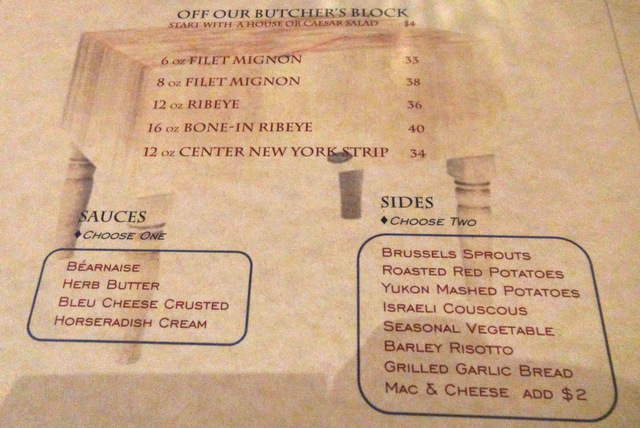 OFF OUR BUTCHER'S BLOCK
START WITH A HOUSE OR CAESAR SALAD $4
6 OZ FILET MIGNON 33
8 OZ FILET MIGNON 38
12 OZ RIBEYE 36
16 OZ BONE-IN RIBEYE 40
12 OZ CENTER NEW YORK STRIP 34
SAUCES
♦CHOOSE ONE
BÉARNAISE
HERB BUTTER
BLEU CHEESE CRUSTED
HORSERADISH CREAM
SIDES
♦CHOOSE TWO
BRUSSELS SPROUTS
ROASTED RED POTATOES
YUKON MASHED POTATOES
ISRAELI COUSCOUS
SEASONAL VEGETABLE
BARLEY RISOTTO
GRILLED GARLIC BREAD
MAC & CHEESE ADD $2